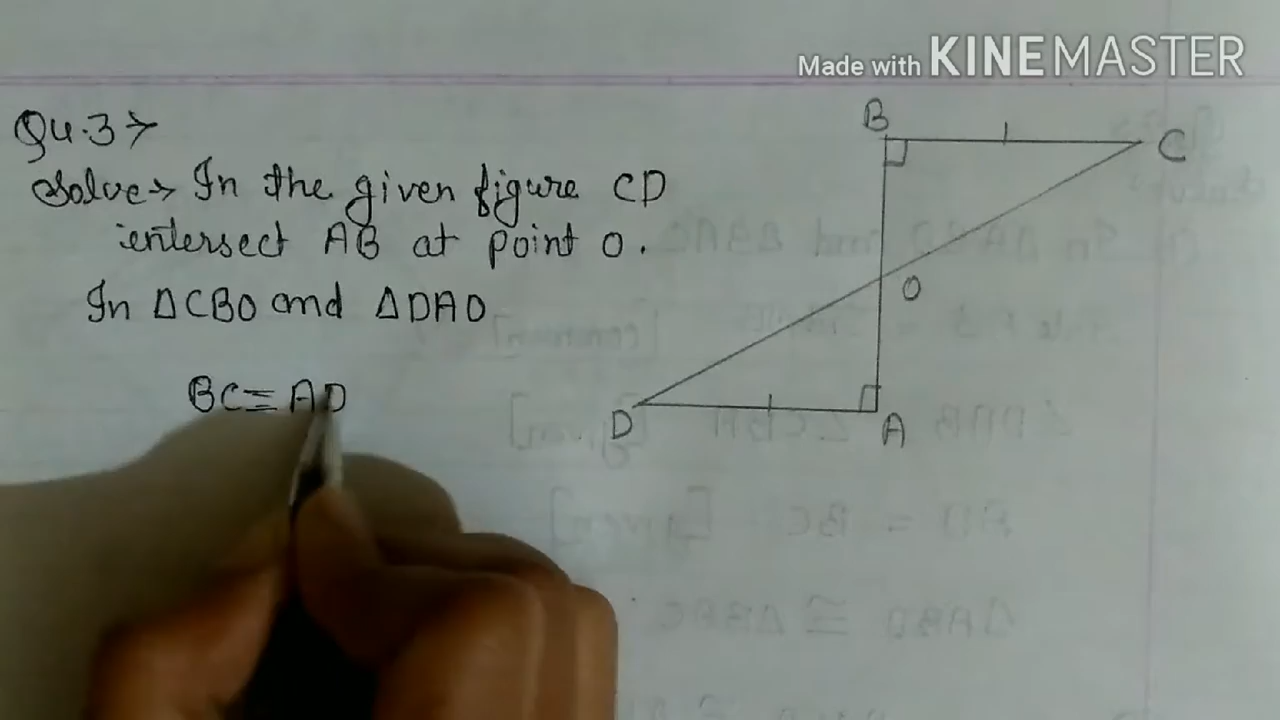 Made with KINEMASTER
Qu.3>
Solve> In the given figure CD
intersect AB at point O.
In ΔCBO and ΔDAO
BC = AD
B
C
O
D
A